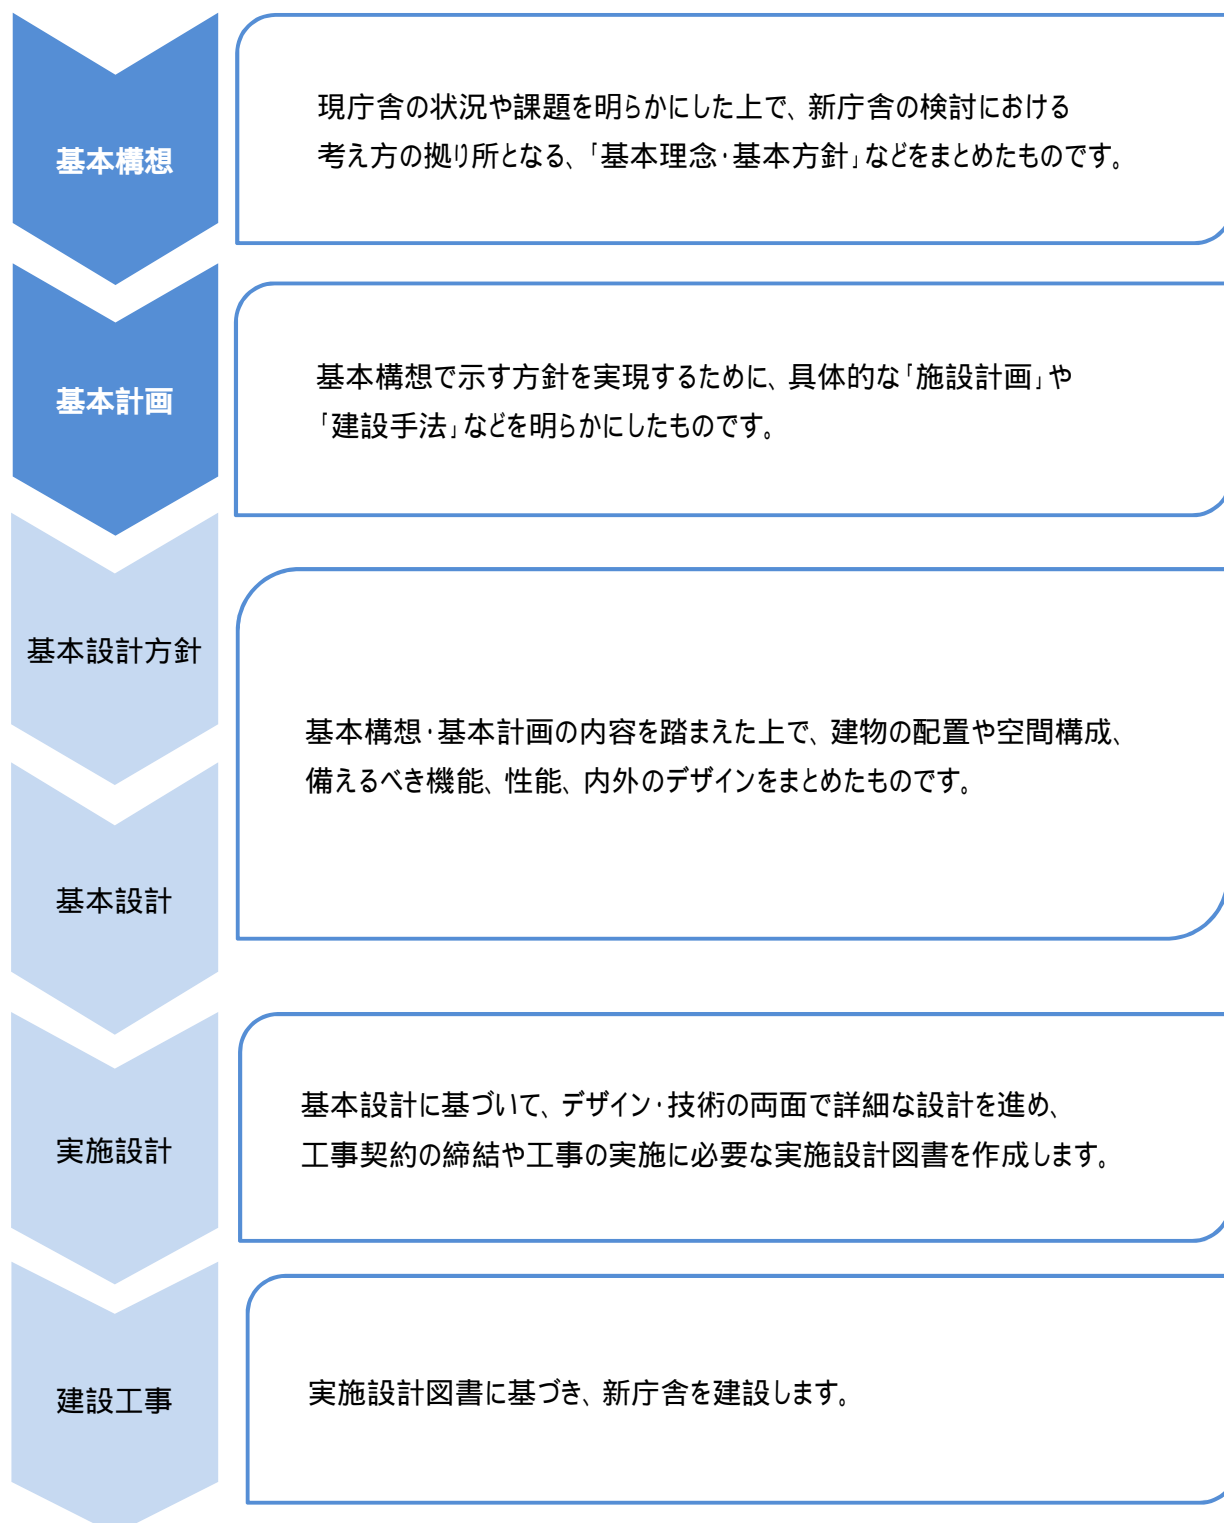 基本構想
現庁舎の状況や課題を明らかにした上で、新庁舎の検討における
考え方の拠り所となる、「基本理念・基本方針」などをまとめたものです。
基本計画
基本構想で示す方針を実現するために、具体的な「施設計画」や
「建設手法」などを明らかにしたものです。
基本設計方針
基本設計
基本構想・基本計画の内容を踏まえた上で、建物の配置や空間構成、
備えるべき機能、性能、内外のデザインをまとめたものです。
実施設計
基本設計に基づいて、デザイン・技術の両面で詳細な設計を進め、
工事契約の締結や工事の実施に必要な実施設計図書を作成します。
建設工事
実施設計図書に基づき、新庁舎を建設します。